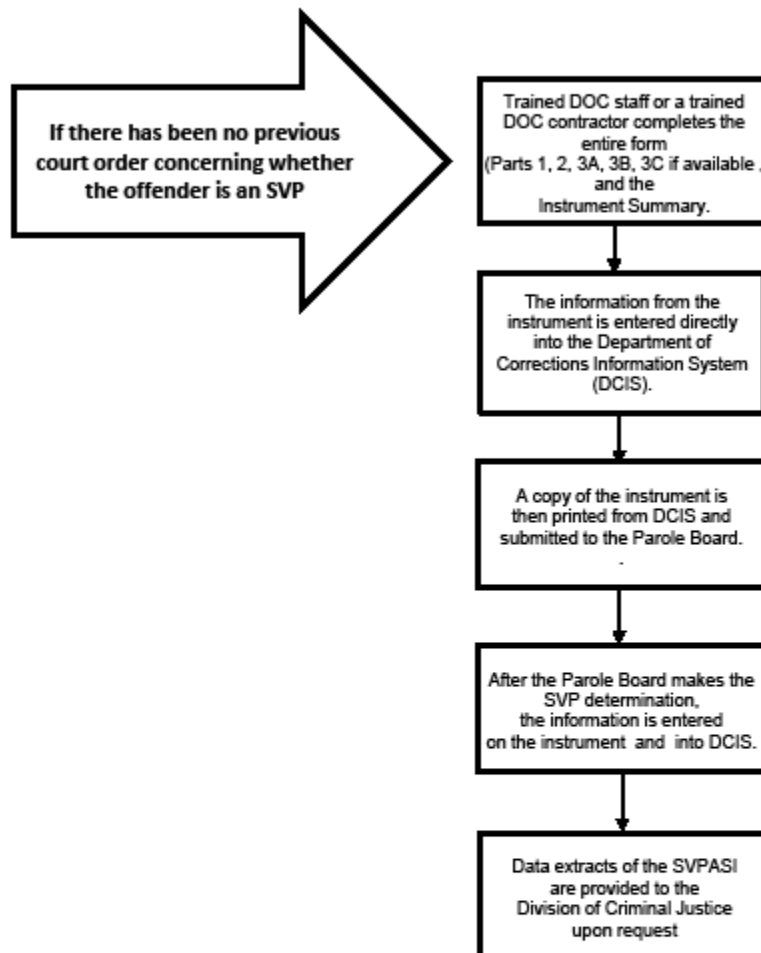 If there has been no previous
court order concerning whether
the offender is an SVP
Trained DOC staff or a trained
DOC contractor completes the
entire form
(Parts 1, 2, 3A, 3B, 3C if available ,
and the
Instrument Summary.
The information from the
instrument is entered directly
into the Department of
Corrections Information System
(DCIS).
A copy of the instrument is
then printed from DCIS and
submitted to the Parole Board.
.
After the Parole Board makes the
SVP determination,
the information is entered
on the instrument and into DCIS.
Data extracts of the SVPASI
are provided to the
Division of Criminal Justice
upon request